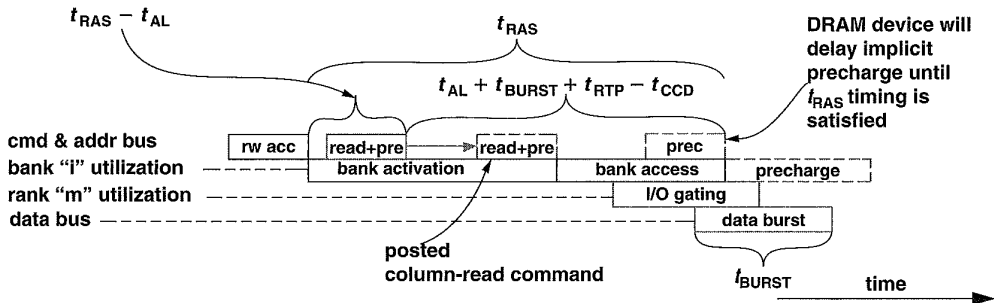 tRAS − tAL
tRAS
DRAM device will
delay implicit
precharge until
tRAS timing is
satisfied
tAL + tBURST + tRTP − tCCD
cmd & addr bus
rw acc
read+pre
read+pre
prec
bank "i" utilization
bank activation
bank access
precharge
rank "m" utilization
I/O gating
data bus
data burst
posted
column-read command
tBURST
time